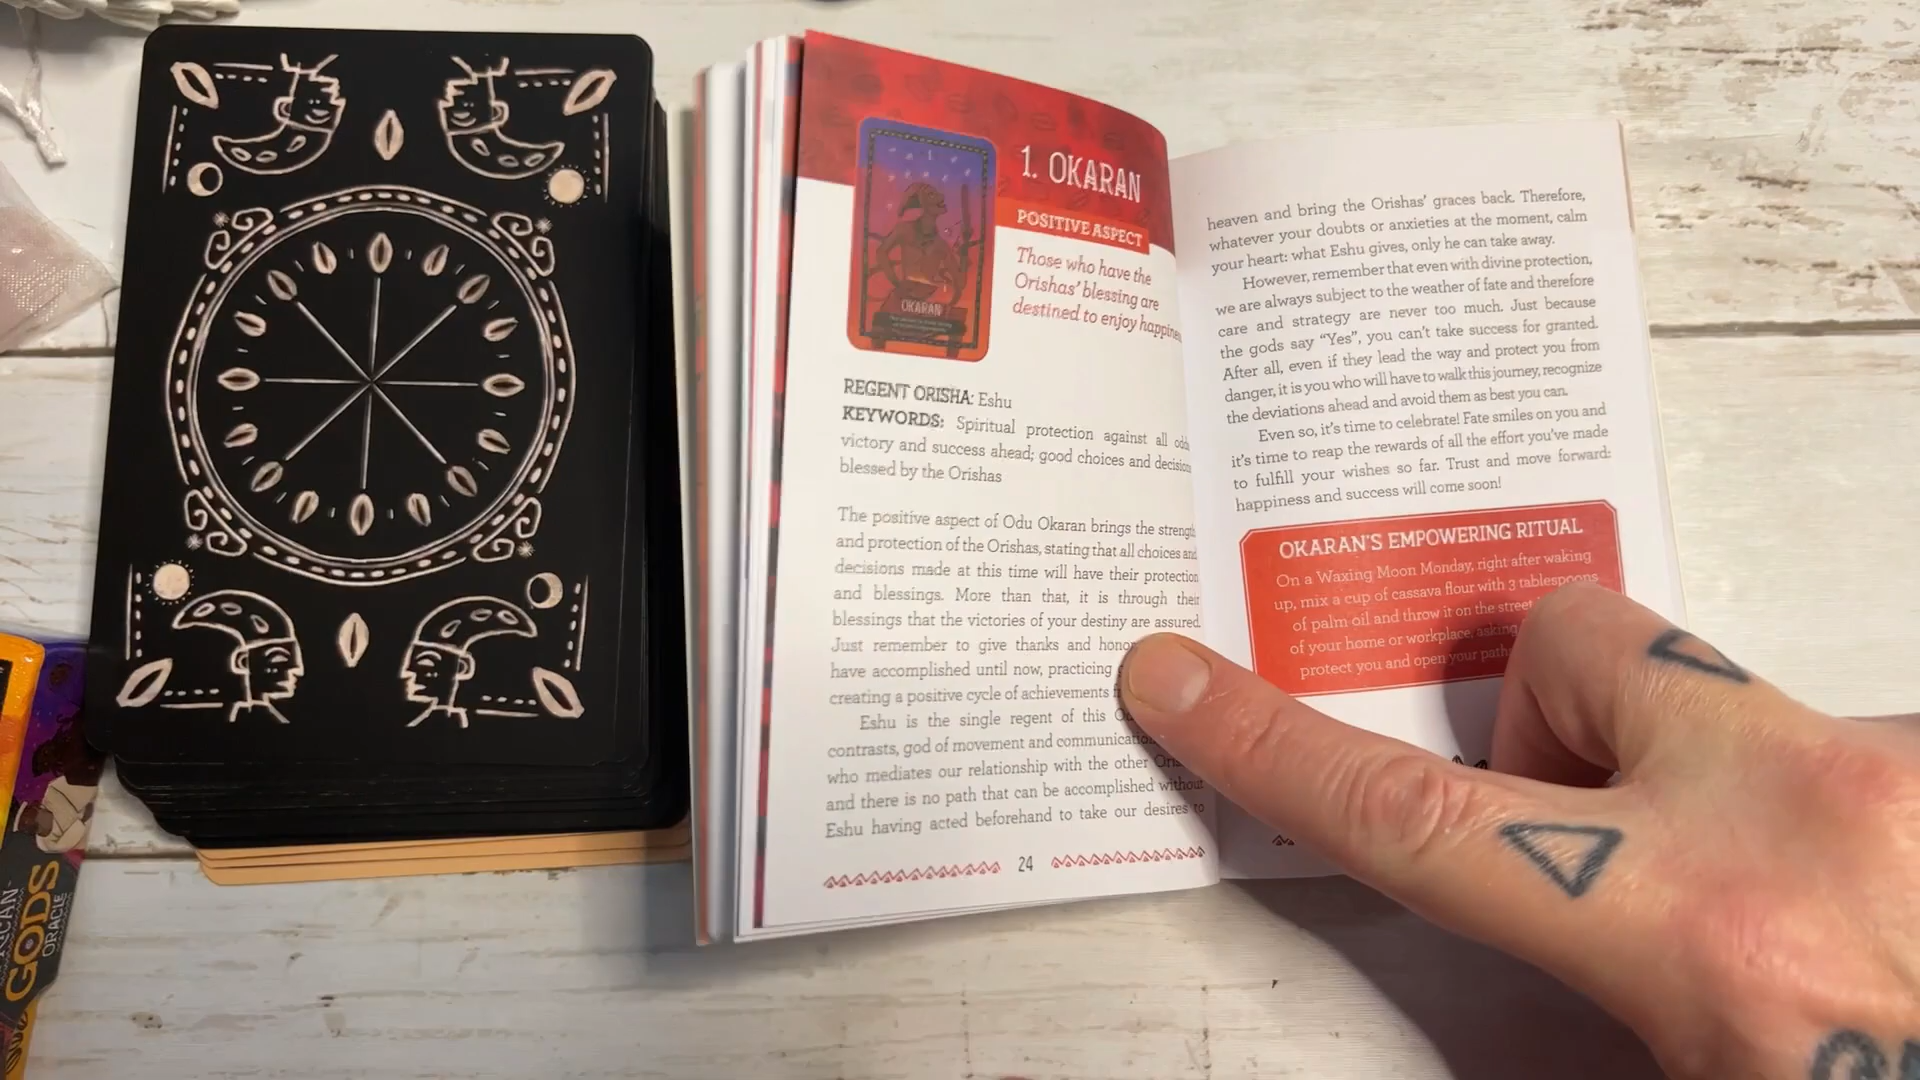 1. OKARAN
POSITIVE ASPECT
Those who have the
Orishas' blessing are
destined to enjoy
OKARAN
REGENT ORISHA: Eshu
KEYWORDS: Spiritual protection against all
victory and success ahead; good choices and
blessed by the Orishas
The positive aspect of Odu Okaran brings the strength
and protection of the Orishas, stating that all choices and
decisions made at this time will have their protection
and blessings. More than that, it is through their
blessings that the victories of your destiny are assured.
Just remember to give thanks and honor
have accomplished until now, practicing
creating a positive cycle of achievements
Eshu is the single regent of this
contrasts, god of movement and
who mediates our relationship with the other
and there is no path that can be accomplished without
Eshu having acted beforehand to take our desires to
24
heaven and bring the Orishas' graces back. Therefore,
whatever your doubts or anxieties at the moment, calm
your heart: what Eshu gives, only he can take away.
However, remember that even with divine protection,
we are always subject to the weather of fate and therefore
care and strategy are never too much. Just because
the gods say "Yes", you can't take success for granted.
After all, even if they lead the way and protect you from
danger, it is you who will have to walk this journey, recognize
the deviations ahead and avoid them as best you can.
Even so, it's time to celebrate! Fate smiles on you and
it's time to reap the rewards of all the effort you've made
to fulfill your wishes so far. Trust and move forward:
happiness and success will come soon!
OKARAN'S EMPOWERING RITUAL
On a Waxing Moon Monday, right after waking
up, mix a cup of cassava flour with 3 tablespoons
of palm oil and throw it on the street
of your home or workplace, asking
protect you and open your
GODS
ORACLE